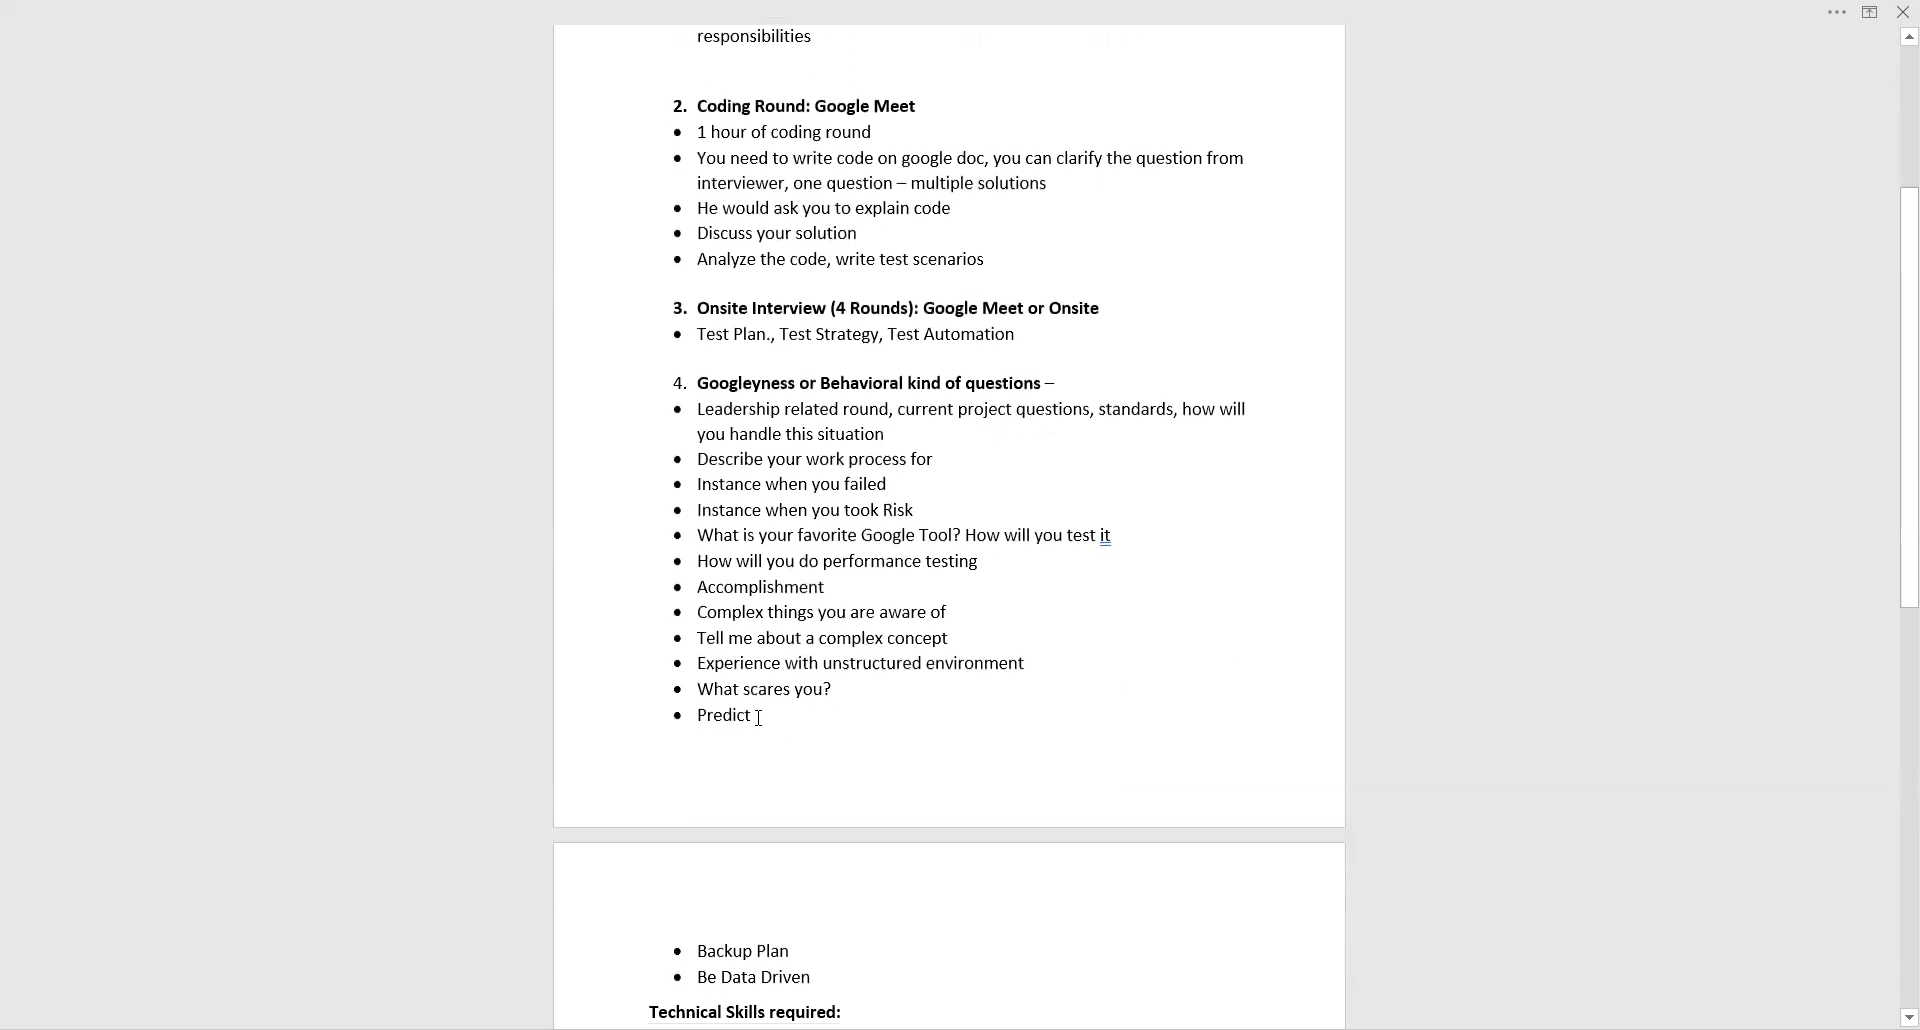 responsibilities
2. Coding Round: Google Meet
• 1 hour of coding round
• You need to write code on google doc, you can clarify the question from
interviewer, one question – multiple solutions
• He would ask you to explain code
• Discuss your solution
• Analyze the code, write test scenarios
3. Onsite Interview (4 Rounds): Google Meet or Onsite
• Test Plan., Test Strategy, Test Automation
4. Googleyness or Behavioral kind of questions –
• Leadership related round, current project questions, standards, how will
you handle this situation
• Describe your work process for
• Instance when you failed
• Instance when you took Risk
• What is your favorite Google Tool? How will you test it
• How will you do performance testing
• Accomplishment
• Complex things you are aware of
• Tell me about a complex concept
• Experience with unstructured environment
• What scares you?
• Predict
• Backup Plan
• Be Data Driven
Technical Skills required: